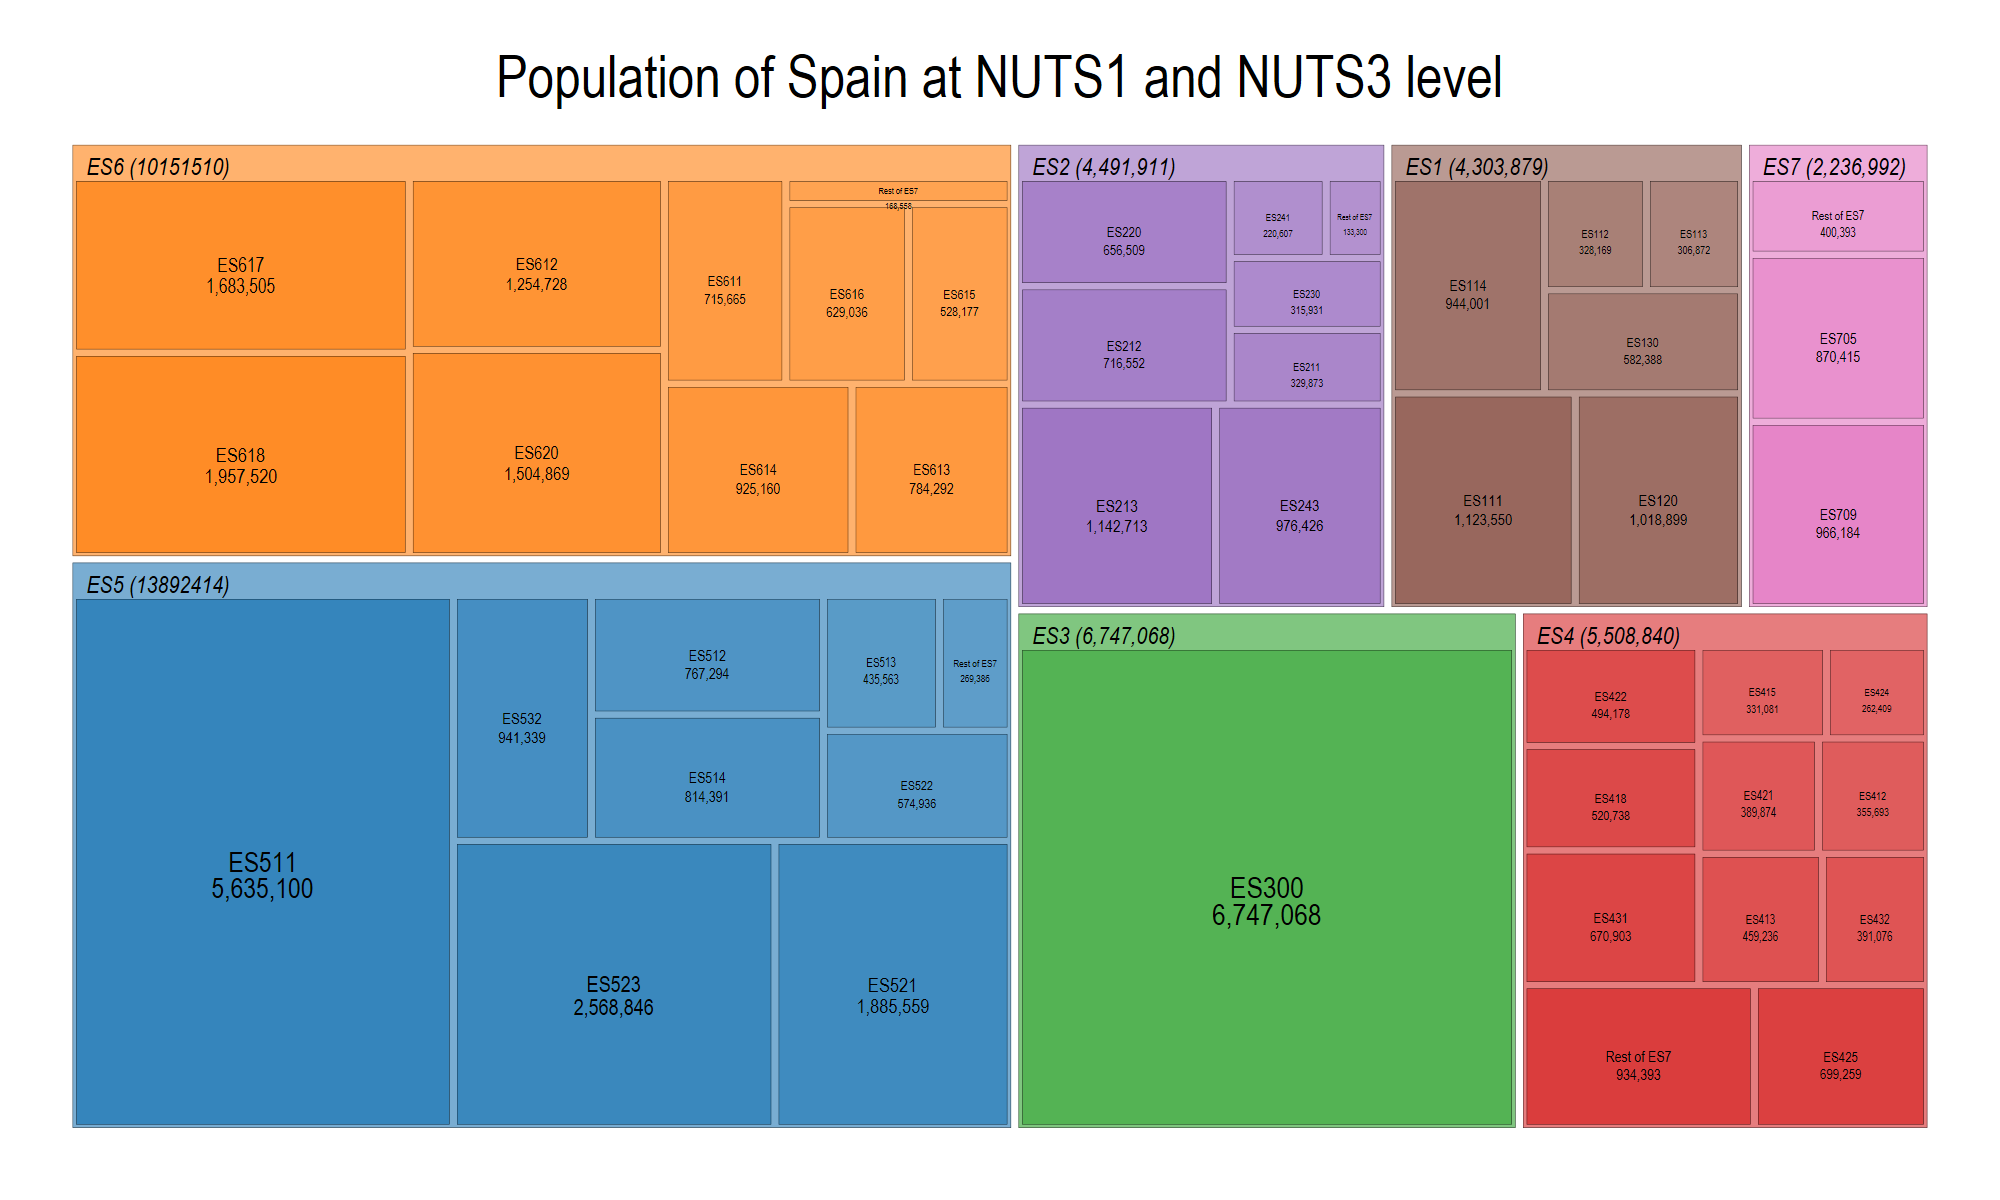 Population of Spain at NUTS1 and NUTS3 level
ES6 (10151510)
ES617
1,683,505
ES612
1,254,728
ES611
715,665
Rest of ES7
168,558
ES616
629,036
ES615
528,177
ES618
1,957,520
ES620
1,504,869
ES614
925,160
ES613
784,292
ES5 (13892414)
ES511
5,635,100
ES532
941,339
ES512
767,294
ES514
814,391
ES513
435,563
Rest of ES7
269,386
ES522
574,936
ES523
2,568,846
ES521
1,885,559
ES2 (4,491,911)
ES220
656,509
ES241
220,607
Rest of ES7
133,300
ES230
315,931
ES212
716,552
ES211
329,873
ES213
1,142,713
ES243
976,426
ES1 (4,303,879)
ES114
944,001
ES112
328,169
ES113
306,872
ES130
582,388
ES111
1,123,550
ES120
1,018,899
ES7 (2,236,992)
Rest of ES7
400,393
ES705
870,415
ES709
966,184
ES3 (6,747,068)
ES300
6,747,068
ES4 (5,508,840)
ES422
494,178
ES415
331,081
ES424
262,409
ES418
520,738
ES421
389,874
ES412
355,693
ES431
670,903
ES413
459,236
ES432
391,076
Rest of ES7
934,393
ES425
699,259